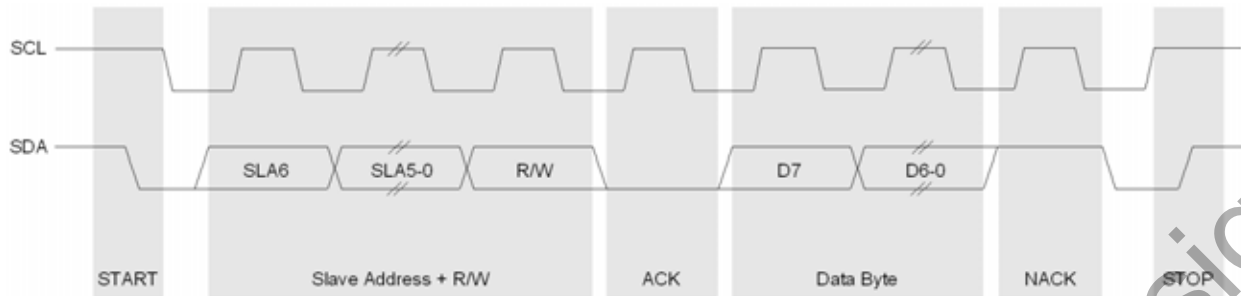 SCL
SDA
SLA6 SLA5-0 R/W D7 D6-0
START Slave Address + R/W ACK Data Byte NACK STOP